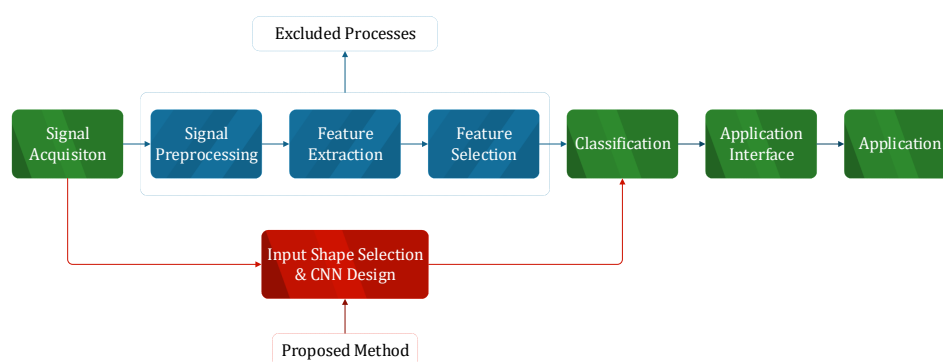 Excluded Processes
Signal
Acquisiton
Signal
Preprocessing
Feature
Extraction
Feature
Selection
Classification
Application
Interface
Application
Input Shape Selection
& CNN Design
Proposed Method